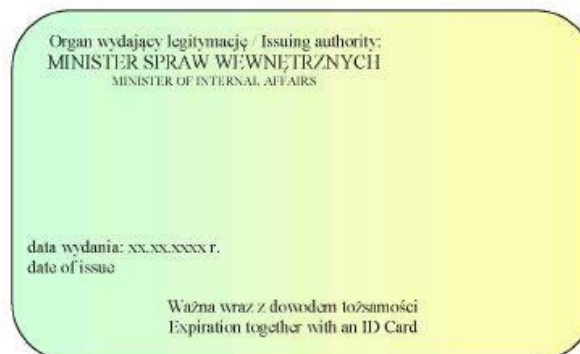 Organ wydający legitymację / Issuing authority:
MINISTER SPRAW WEWNĘTRZNYCH
MINISTER OF INTERNAL AFFAIRS
data wydania: xx.xx.xxxx r.
date of issue
Ważna wraz z dowodem tożsamości
Expiration together with an ID Card